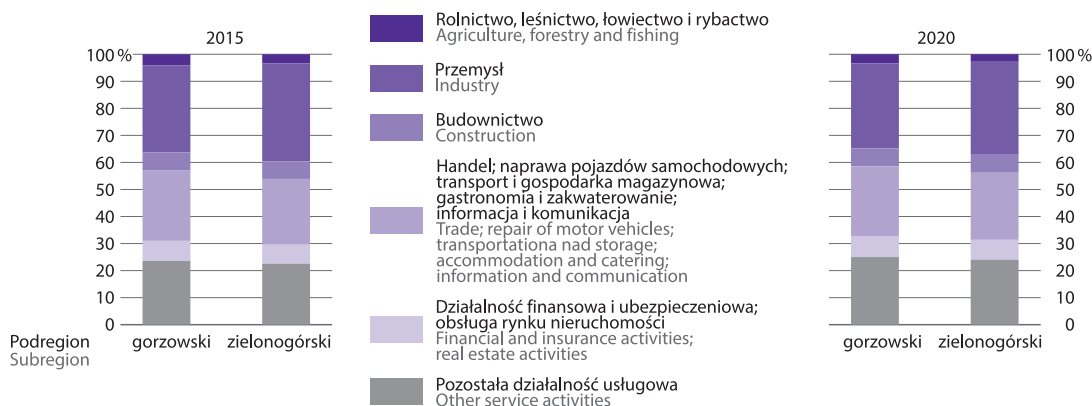 2015
100 %
90
80
70
60
50
40
30
20
10
0
Podregion
Subregion
gorzowski
zielonogórski
Rolnictwo, leśnictwo, łowiectwo i rybactwo
Agriculture, forestry and fishing
Przemysł
Industry
Budownictwo
Construction
Handel; naprawa pojazdów samochodowych;
transport i gospodarka magazynowa;
gastronomia i zakwaterowanie;
informacja i komunikacja
Trade; repair of motor vehicles;
transportationa nad storage;
accommodation and catering;
information and communication
Działalność finansowa i ubezpieczeniowa;
obsługa rynku nieruchomości
Financial and insurance activities;
real estate activities
Pozostała działalność usługowa
Other service activities
2020
100 %
90
80
70
60
50
40
30
20
10
0
gorzowski
zielonogórski